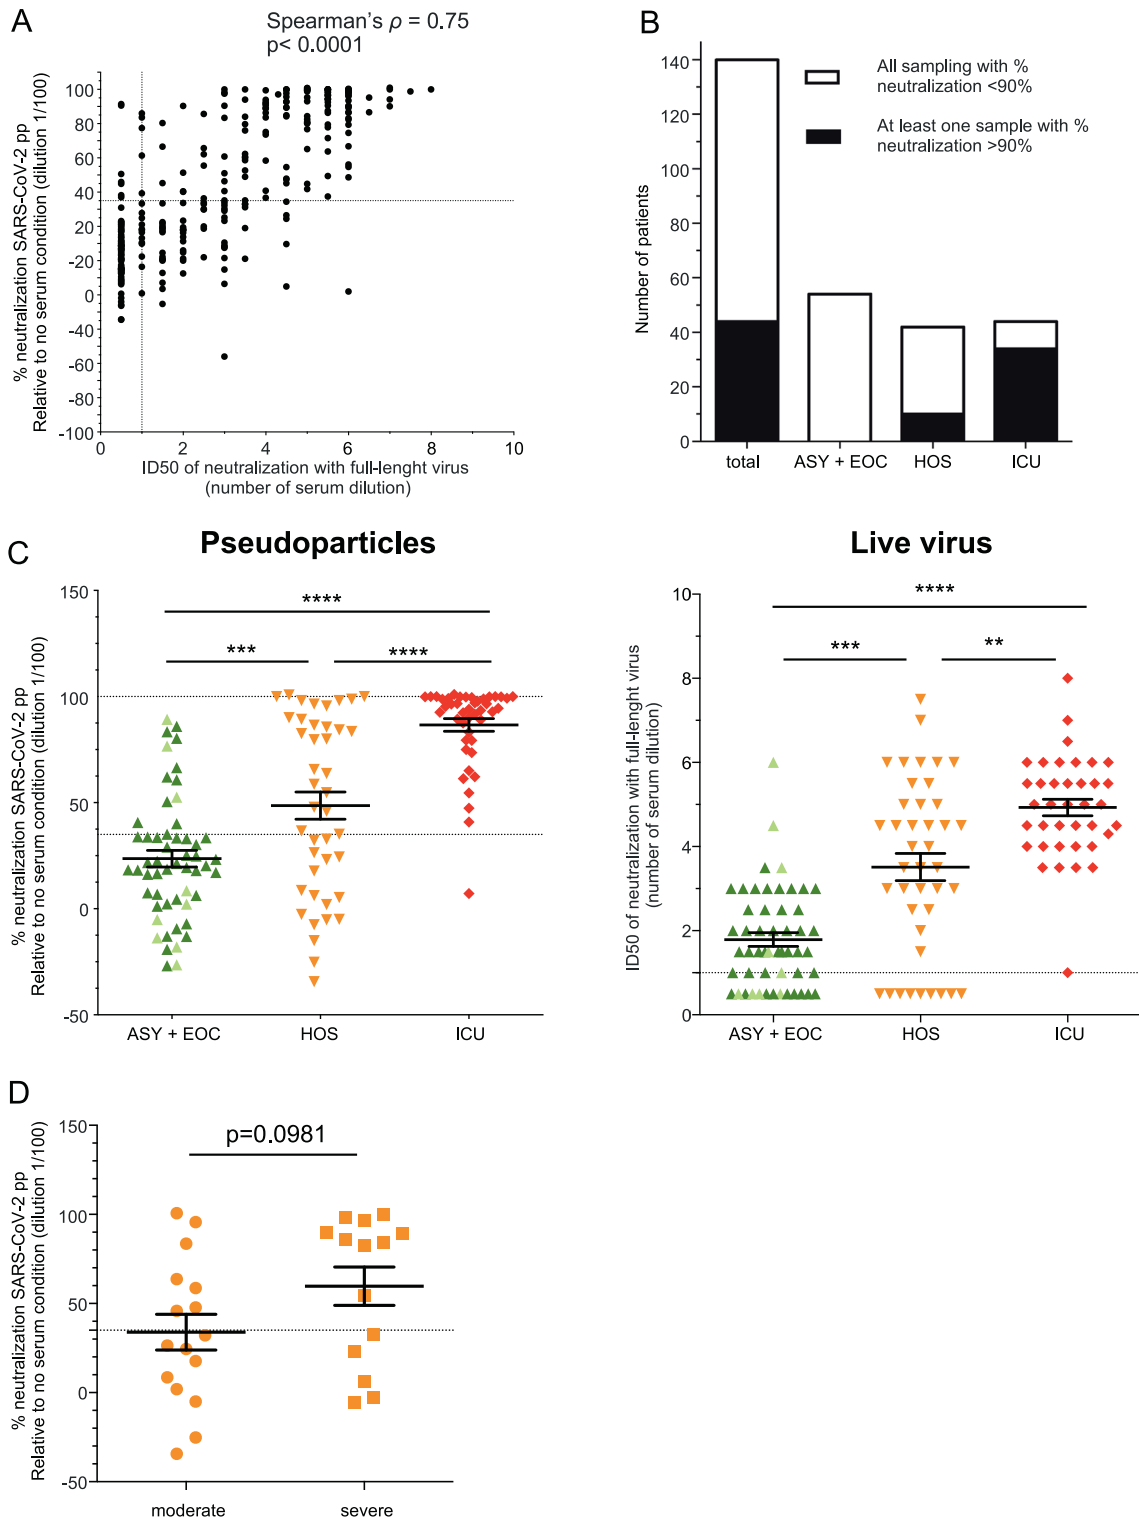 A
Spearman's ρ = 0.75
p< 0.0001
% neutralization SARS-CoV-2 pp
Relative to no serum condition (dilution 1/100)
100
80
60
40
20
-20
0
-40
-60
-80
-100
0
2
4
6
8
10
ID50 of neutralization with full-lenght virus
(number of serum dilution)
B
Number of patients
140
120
100
80
60
40
20
0
All sampling with %
neutralization <90%
At least one sample with %
neutralization >90%
total
ASY + EOC
HOS
ICU
C
Pseudoparticles
% neutralization SARS-CoV-2 pp
Relative to no serum condition (dilution 1/100)
150
100
50
0
-50
****
***
****
ASY + EOC
HOS
ICU
Live virus
ID50 of neutralization with full-lenght virus
(number of serum dilution)
10
8
6
4
2
0
****
***
**
ASY + EOC
HOS
ICU
D
% neutralization SARS-CoV-2 pp
Relative to no serum condition (dilution 1/100)
150
100
50
0
-50
p=0.0981
moderate
severe